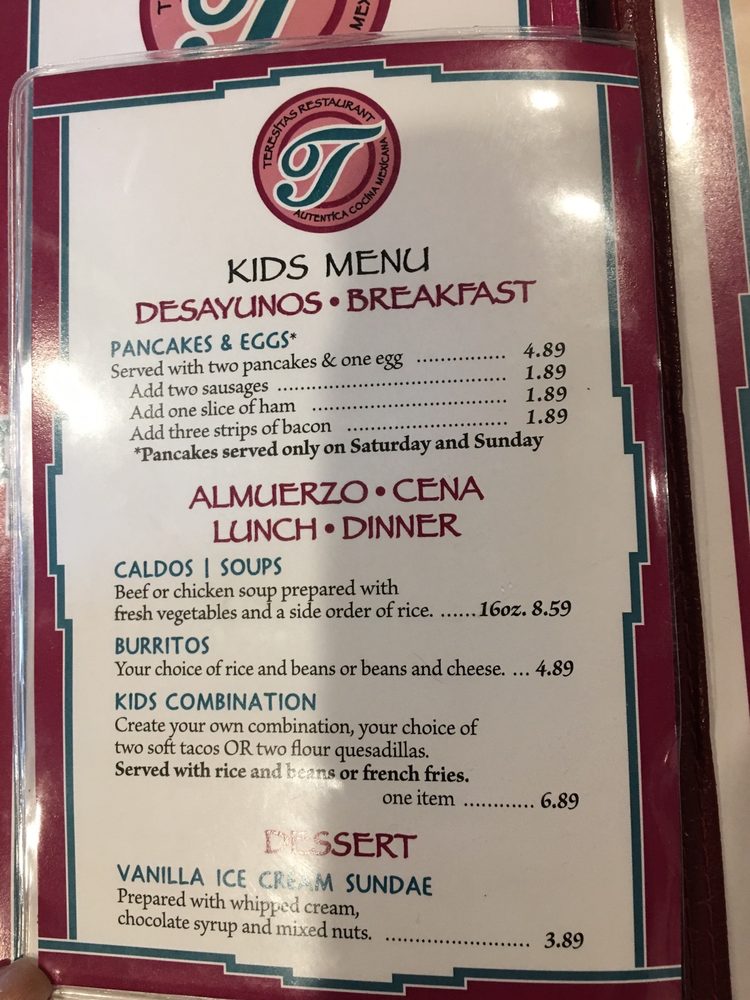 MEX
TERESÍTAS RESTAURANT
T
AUTENTÍCA COCÍNA MEXÍCANA
KIDS MENU
DESAYUNOS • BREAKFAST
PANCAKES & EGGS*
Served with two pancakes & one egg ............... 4.89
Add two sausages ....................................... 1.89
Add one slice of ham ................................. 1.89
Add three strips of bacon ........................... 1.89
*Pancakes served only on Saturday and Sunday
ALMUERZO • CENA
LUNCH • DINNER
CALDOS | SOUPS
Beef or chicken soup prepared with
fresh vegetables and a side order of rice. ......16oz. 8.59
BURRITOS
Your choice of rice and beans or beans and cheese. ... 4.89
KIDS COMBINATION
Create your own combination, your choice of
two soft tacos OR two flour quesadillas.
Served with rice and beans or french fries.
one item ............ 6.89
DESSERT
VANILLA ICE CREAM SUNDAE
Prepared with whipped cream,
chocolate syrup and mixed nuts. ........................ 3.89